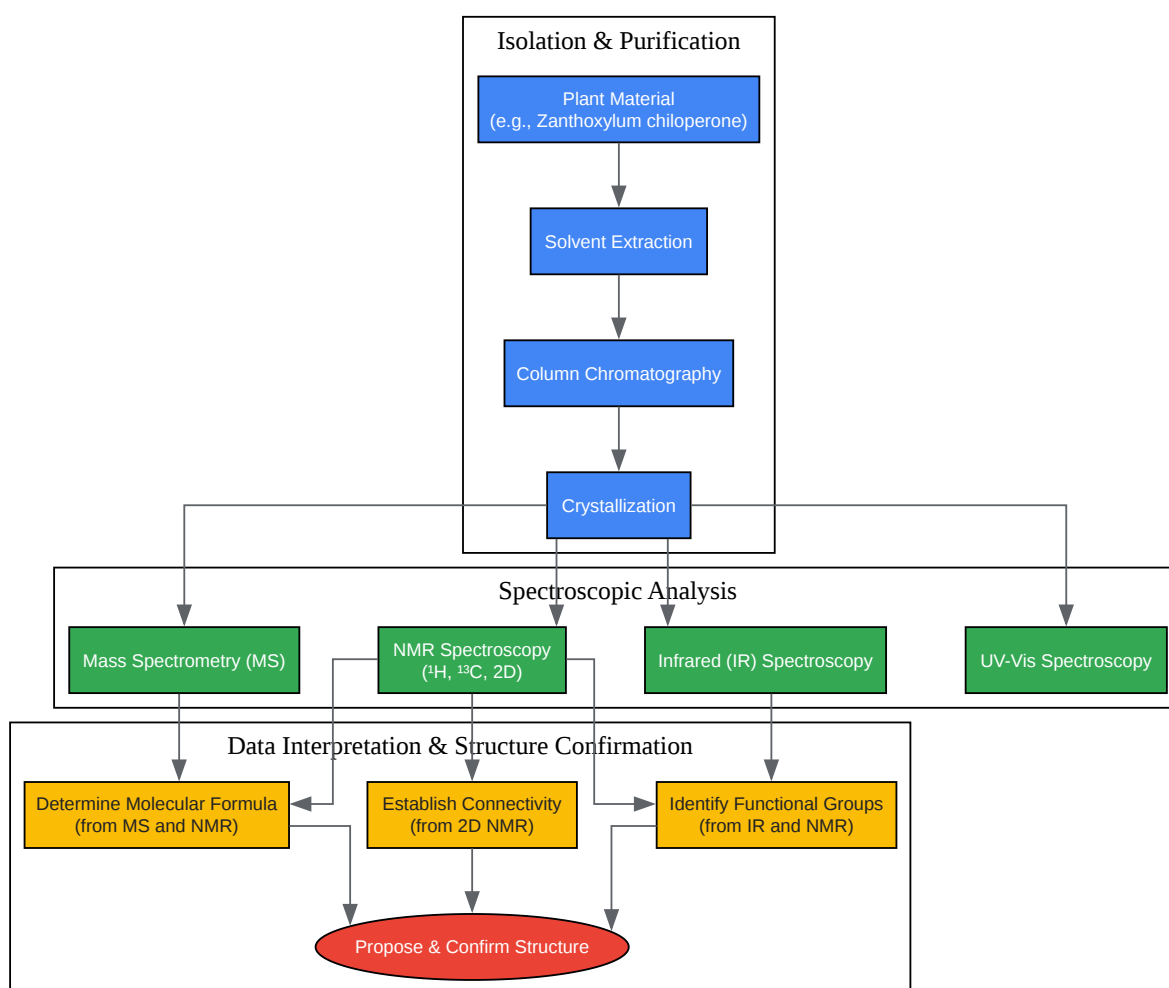 Isolation & Purification
Plant Material
(e.g., Zanthoxylum chiloperone)
Solvent Extraction
Column Chromatography
Crystallization
Spectroscopic Analysis
Mass Spectrometry (MS)
NMR Spectroscopy
(¹H, ¹³C, 2D)
Infrared (IR) Spectroscopy
UV-Vis Spectroscopy
Data Interpretation & Structure Confirmation
Determine Molecular Formula
(from MS and NMR)
Establish Connectivity
(from 2D NMR)
Identify Functional Groups
(from IR and NMR)
Propose & Confirm Structure